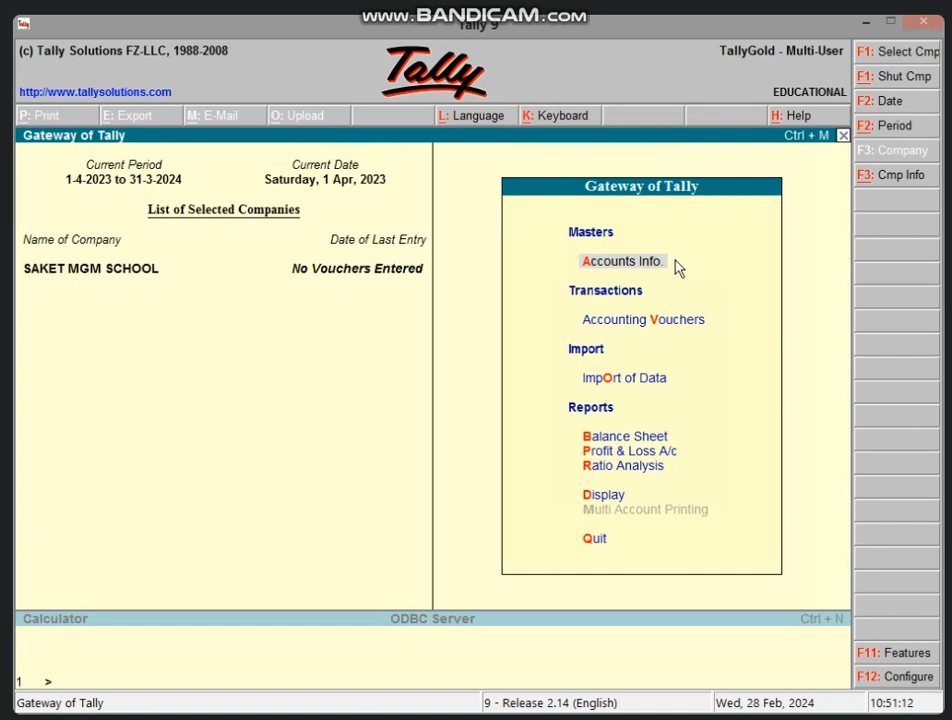 www.BANDICAM.com
Tally 9
(c) Tally Solutions FZ-LLC, 1988-2008
http://www.tallysolutions.com
Tally
TallyGold - Multi-User
EDUCATIONAL
P: Print E: Export M: E-Mail O: Upload L: Language K: Keyboard H: Help
Gateway of Tally Ctrl + M
Current Period Current Date
1-4-2023 to 31-3-2024 Saturday, 1 Apr, 2023
List of Selected Companies
Name of Company Date of Last Entry
SAKET MGM SCHOOL No Vouchers Entered
Gateway of Tally
Masters
Accounts Info.
Transactions
Accounting Vouchers
Import
ImpOrt of Data
Reports
Balance Sheet
Profit & Loss A/c
Ratio Analysis
Display
Multi Account Printing
Quit
F1: Select Cmp
F1: Shut Cmp
F2: Date
F2: Period
F3: Company
F3: Cmp Info
F11: Features
F12: Configure
Calculator ODBC Server Ctrl + N
1 >
Gateway of Tally 9 - Release 2.14 (English) Wed, 28 Feb, 2024 10:51:12